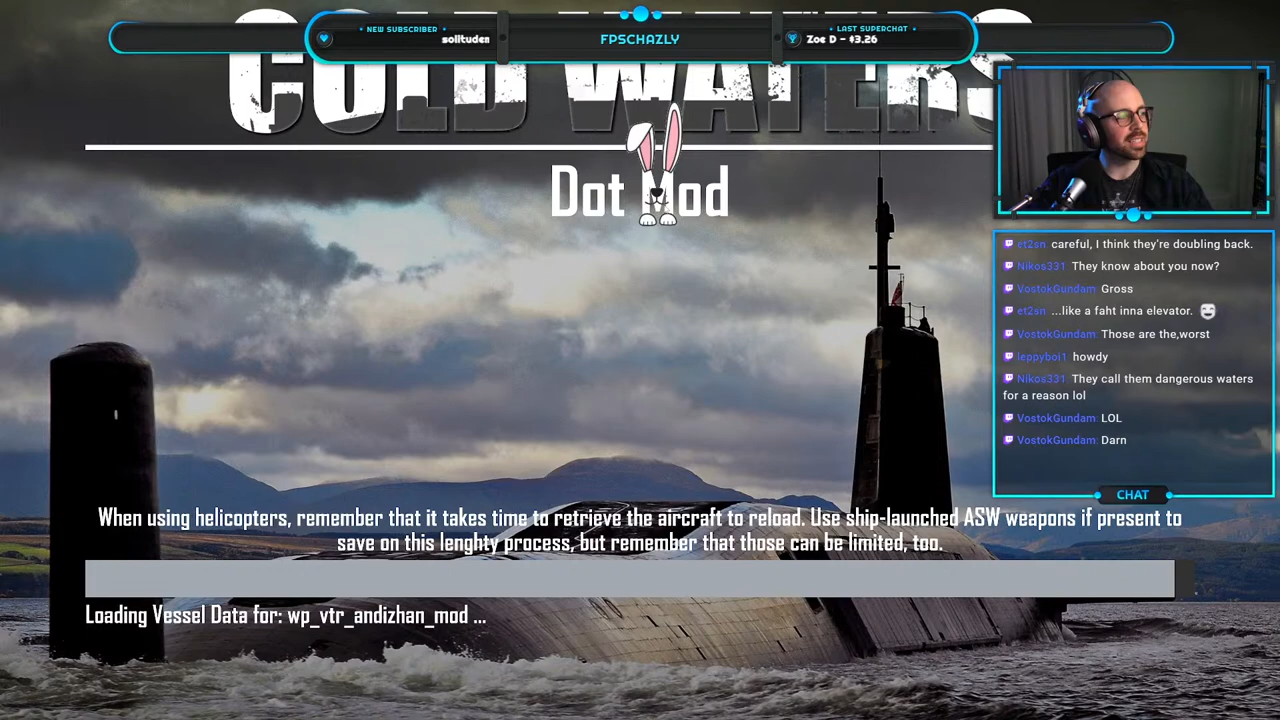 COLD WATERS
NEW SUBSCRIBER
solituden
FPSCHAZLY
LAST SUPERCHAT
Zoe D - $3.26
Dot Mod
et2sn careful, I think they're doubling back.
Nikos331 They know about you now?
VostokGundam: Gross
et2sn ...like a faht inna elevator.
VostokGundam: Those are the,worst
leppyboi1 howdy
Nikos331 They call them dangerous waters
for a reason lol
VostokGundam: LOL
VostokGundam: Darn
CHAT
When using helicopters, remember that it takes time to retrieve the aircraft to reload. Use ship-launched ASW weapons if present to
save on this lenghty process, but remember that those can be limited, too.
Loading Vessel Data for: wp_vtr_andizhan_mod ...